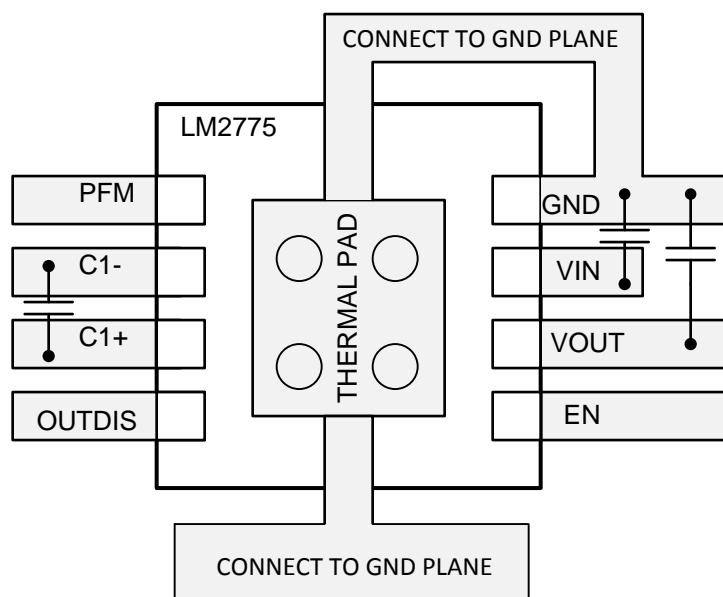 CONNECT TO GND PLANE
LM2775
PFM
GND
C1-
VIN
THERMAL PAD
C1+
VOUT
OUTDIS
EN
CONNECT TO GND PLANE